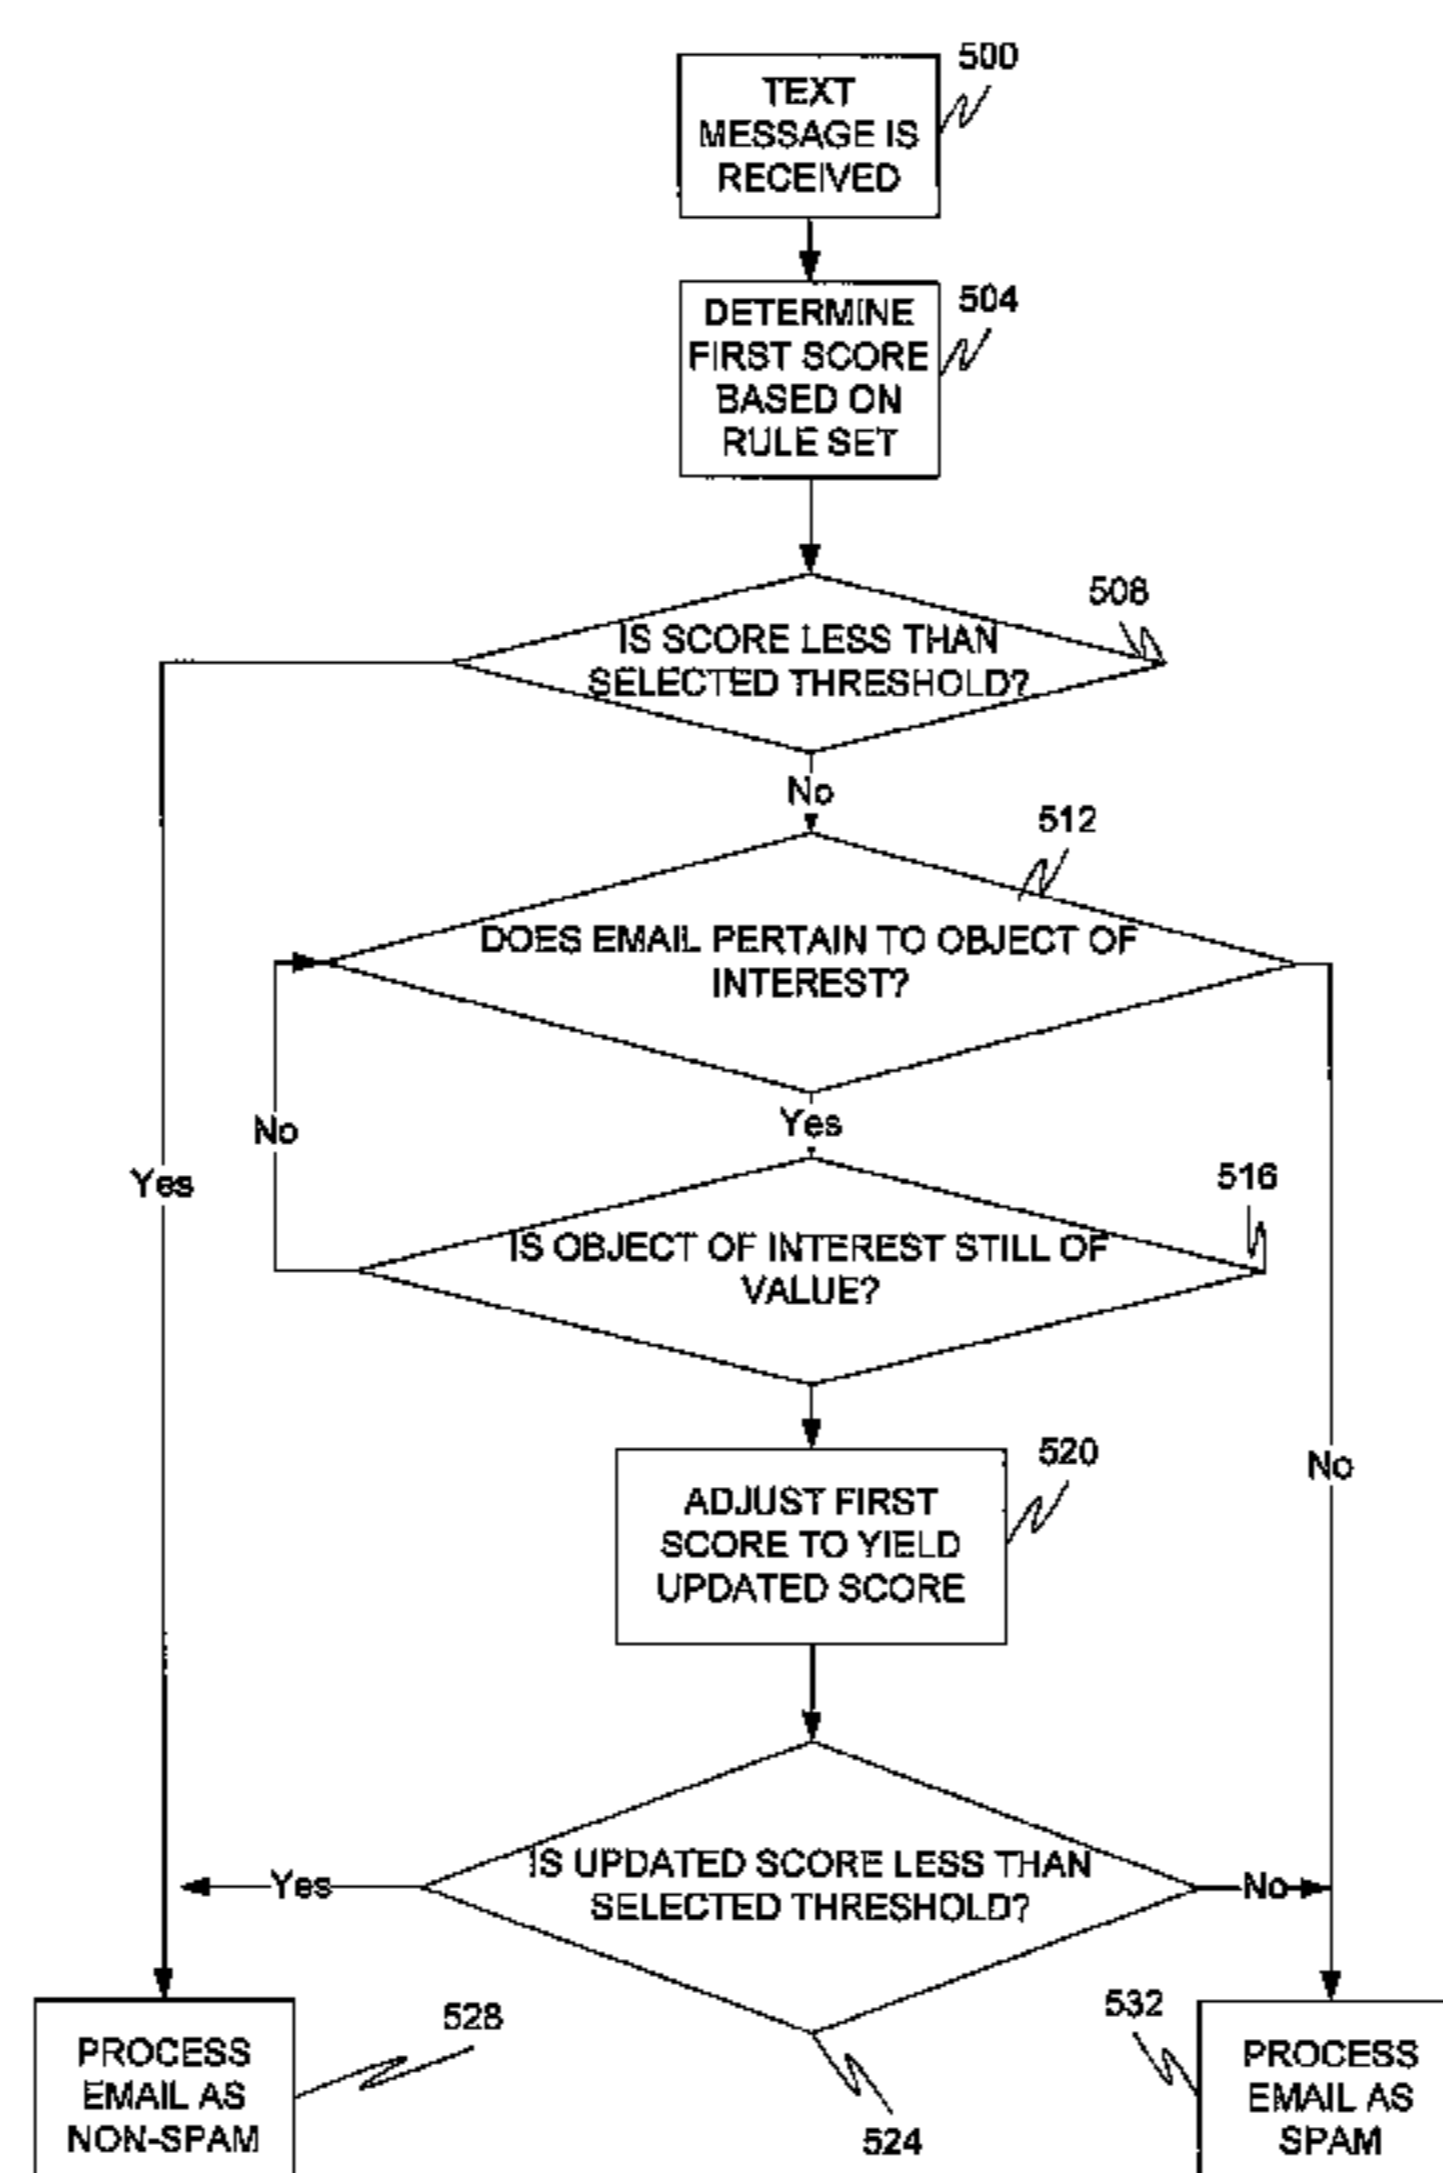 500
TEXT
MESSAGE IS
RECEIVED
504
DETERMINE
FIRST SCORE
BASED ON
RULE SET
508
IS SCORE LESS THAN
SELECTED THRESHOLD?
No
512
DOES EMAIL PERTAIN TO OBJECT OF
INTEREST?
No
Yes
Yes
516
IS OBJECT OF INTEREST STILL OF
VALUE?
520
No
ADJUST FIRST
SCORE TO YIELD
UPDATED SCORE
IS UPDATED SCORE LESS THAN
SELECTED THRESHOLD?
Yes
No
528
532
PROCESS
EMAIL AS
NON-SPAM
524
PROCESS
EMAIL AS
SPAM